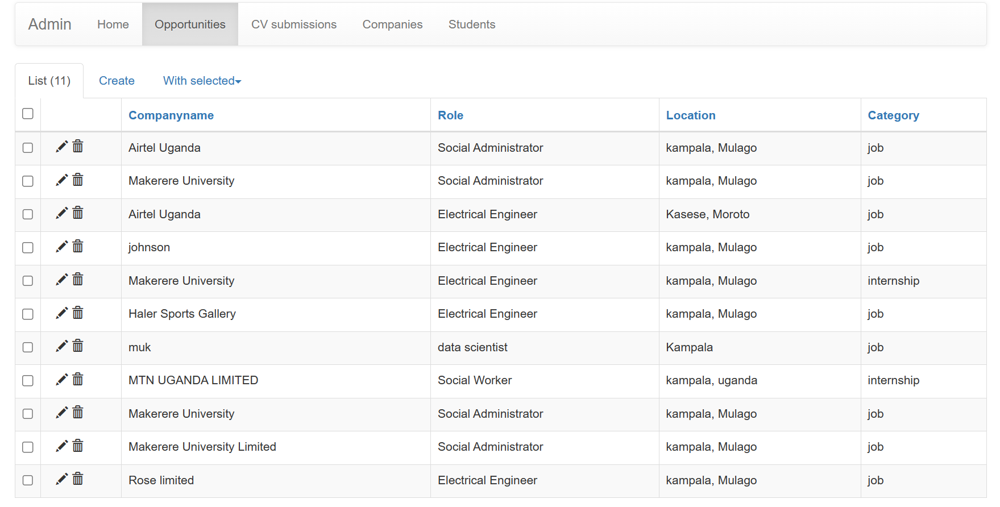 Admin Home Opportunities CV submissions Companies Students
List (11) Create With selected
Companyname Role Location Category
Airtel Uganda Social Administrator kampala, Mulago job
Makerere University Social Administrator kampala, Mulago job
Airtel Uganda Electrical Engineer Kasese, Moroto job
johnson Electrical Engineer kampala, Mulago job
Makerere University Electrical Engineer kampala, Mulago internship
Haler Sports Gallery Electrical Engineer kampala, Mulago job
muk data scientist Kampala job
MTN UGANDA LIMITED Social Worker kampala, uganda internship
Makerere University Social Administrator kampala, Mulago job
Makerere University Limited Social Administrator kampala, Mulago job
Rose limited Electrical Engineer kampala, Mulago job